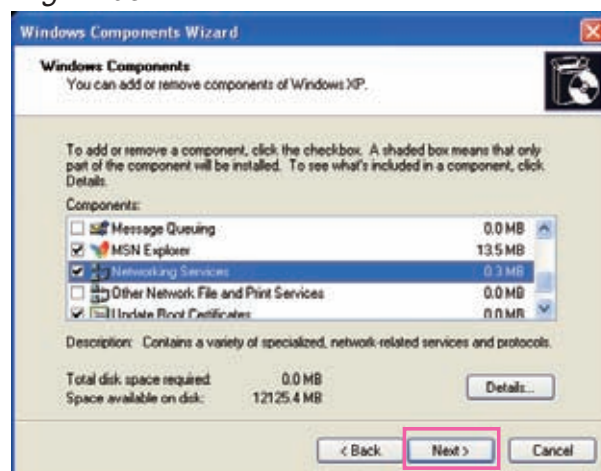 Windows Components Wizard
Windows Components
You can add or remove components of Windows XP.
To add or remove a component, click the checkbox. A shaded box means that only
part of the component will be installed. To see what's included in a component, click
Details.
Components:
Message Queuing 0.0 MB
MSN Explorer 13.5 MB
Networking Services 0.3 MB
Other Network File and Print Services 0.0 MB
Update Root Certificates 0.0 MB
Description: Contains a variety of specialized, network-related services and protocols.
Total disk space required: 0.0 MB
Space available on disk: 12125.4 MB
Details...
< Back
Next >
Cancel